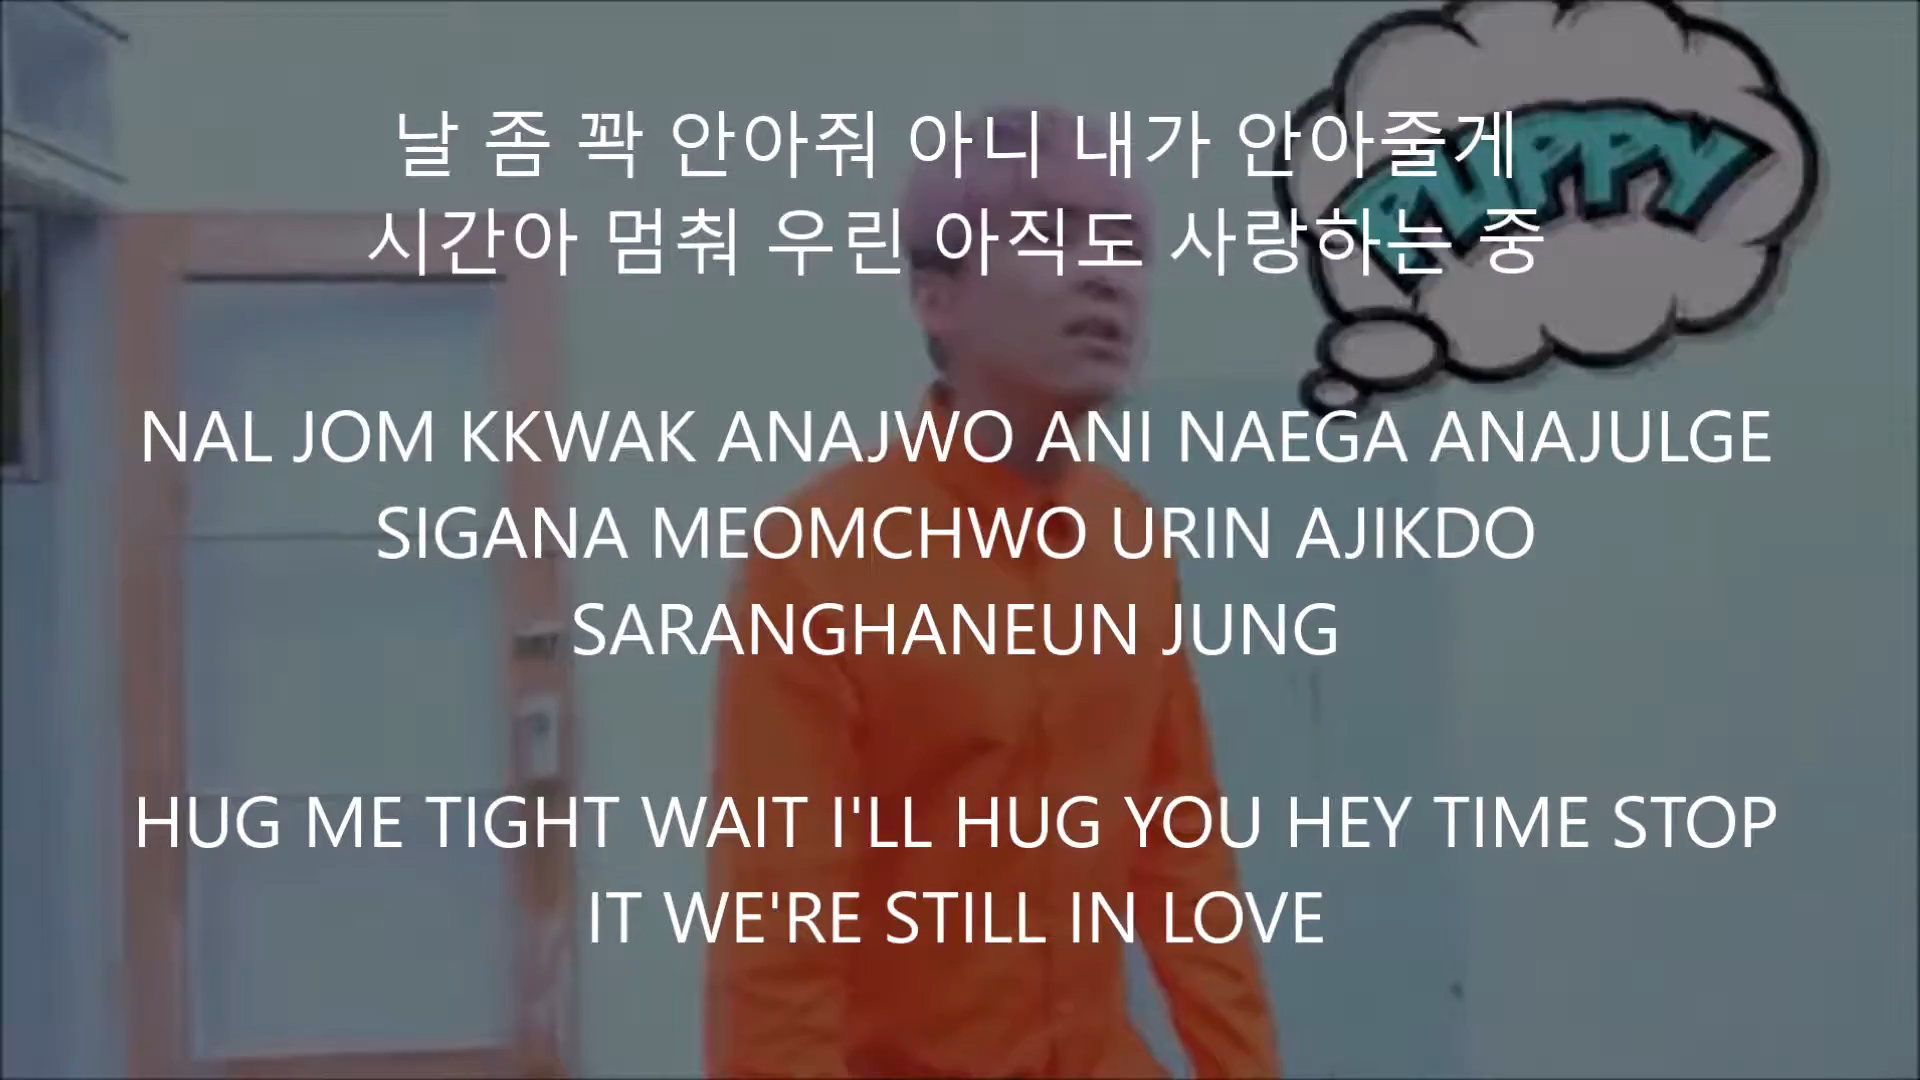 PUPPY
날 좀 꽉 안아줘 아니 내가 안아줄게
시간아 멈춰 우린 아직도 사랑하는 중
NAL JOM KKWAK ANAJWO ANI NAEGA ANAJULGE
SIGANA MEOMCHWO URIN AJIKDO
SARANGHANEUN JUNG
HUG ME TIGHT WAIT I'LL HUG YOU HEY TIME STOP
IT WE'RE STILL IN LOVE